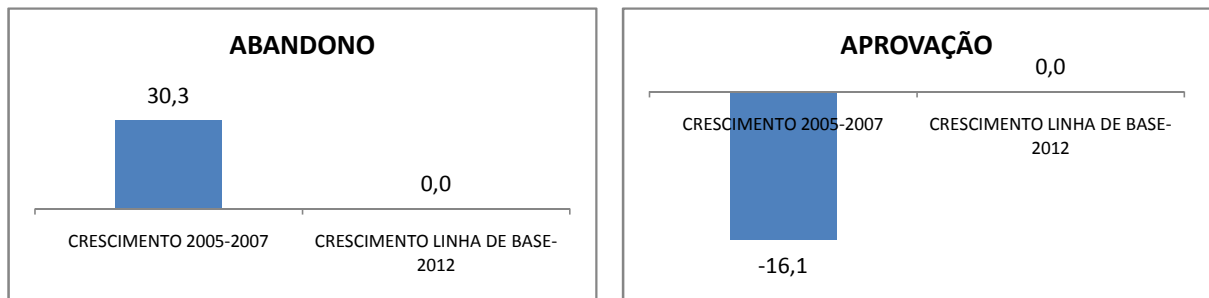 ABANDONO
30,3
0,0
CRESCIMENTO 2005-2007
CRESCIMENTO LINHA DE BASE-
2012
APROVAÇÃO
0,0
CRESCIMENTO 2005-2007
CRESCIMENTO LINHA DE BASE-
2012
-16,1